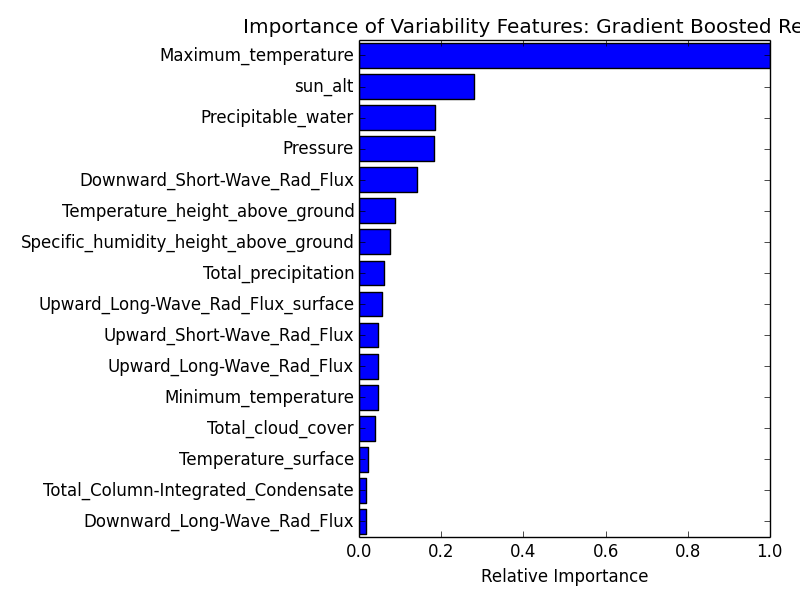 Importance of Variability Features: Gradient Boosted Re
Maximum_temperature
sun_alt
Precipitable_water
Pressure
Downward_Short-Wave_Rad_Flux
Temperature_height_above_ground
Specific_humidity_height_above_ground
Total_precipitation
Upward_Long-Wave_Rad_Flux_surface
Upward_Short-Wave_Rad_Flux
Upward_Long-Wave_Rad_Flux
Minimum_temperature
Total_cloud_cover
Temperature_surface
Total_Column-Integrated_Condensate
Downward_Long-Wave_Rad_Flux
0.0 0.2 0.4 0.6 0.8 1.0
Relative Importance